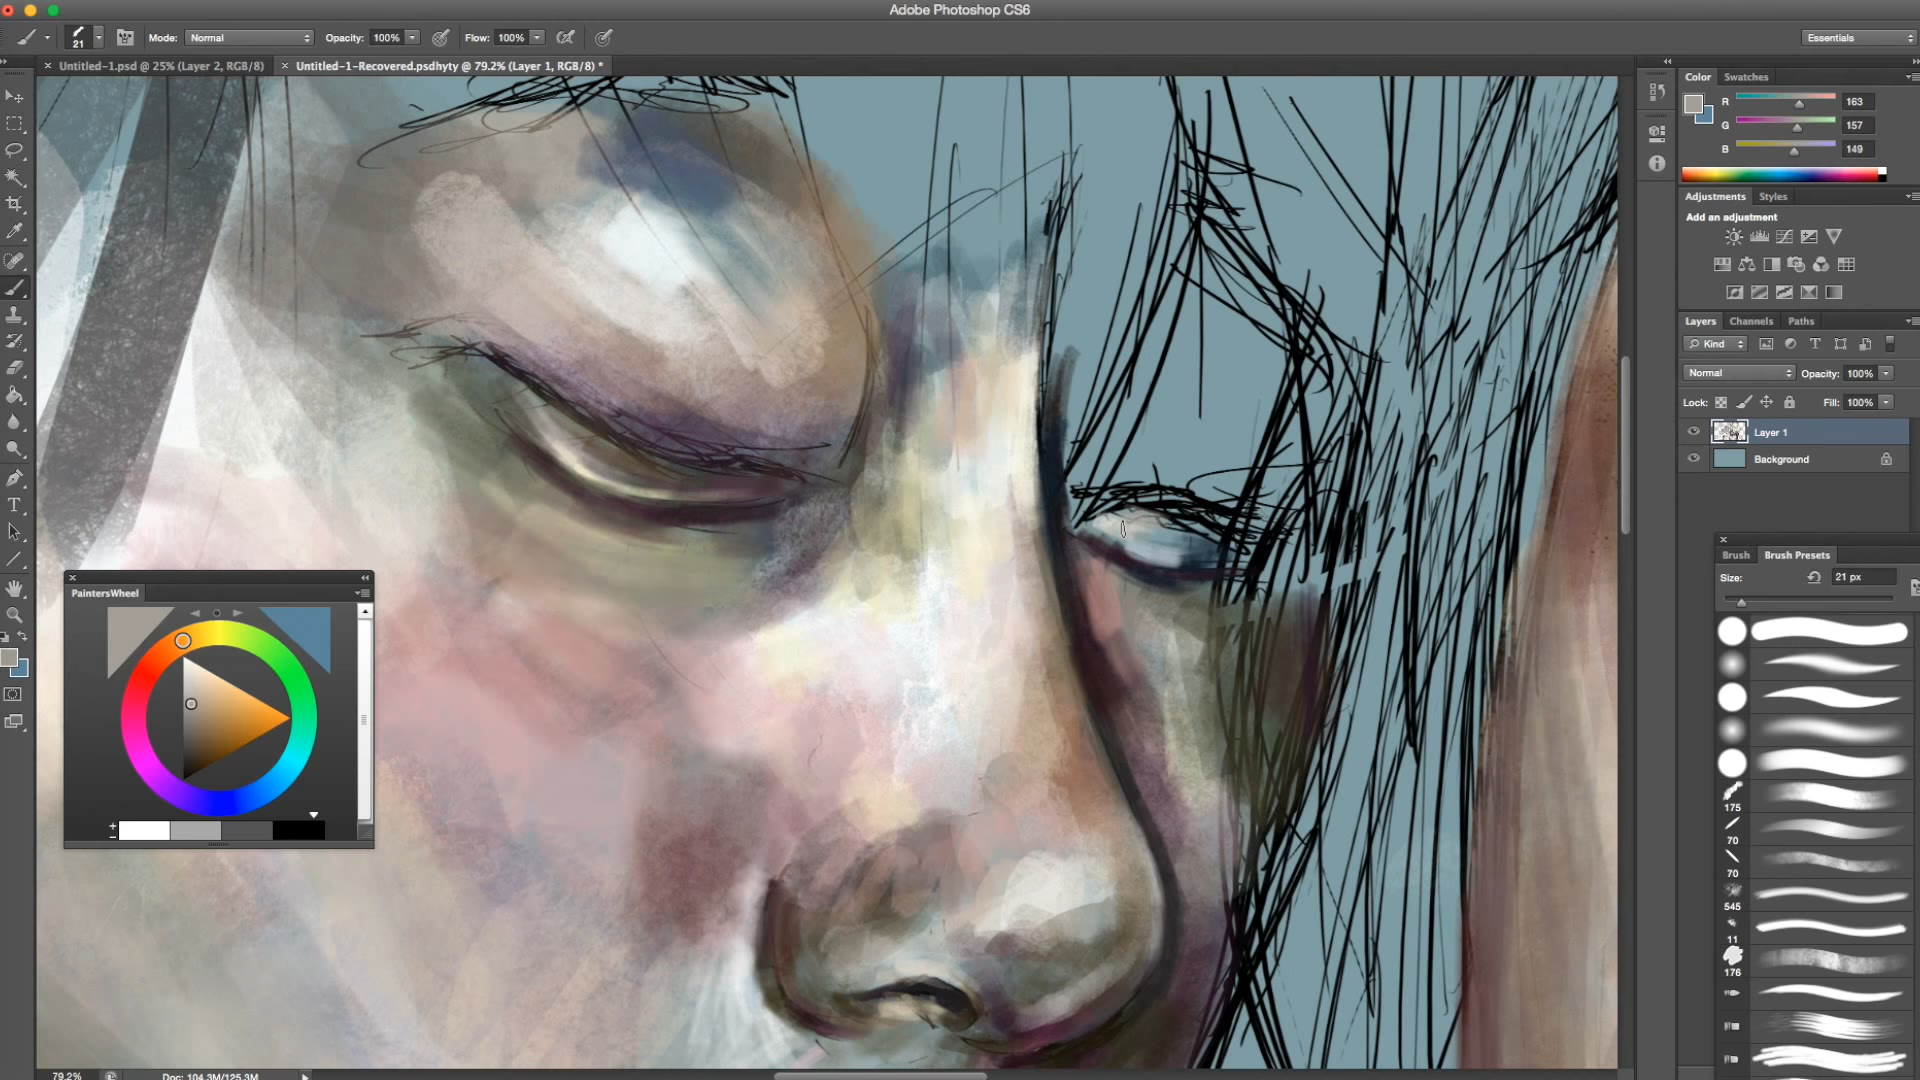 Adobe Photoshop CS6
21
Mode: Normal
Opacity: 100%
Flow: 100%
Essentials
Untitled-1.psd @ 25% (Layer 2, RGB/8)
Untitled-1-Recovered.psdhyty @ 79.2% (Layer 1, RGB/8) *
Color
Swatches
R 163
G 157
B 149
Adjustments
Styles
Add an adjustment
Layers
Channels
Paths
Kind
Normal
Opacity: 100%
Lock:
Fill: 100%
Layer 1
Background
Brush
Brush Presets
Size: 21 px
175
70
70
545
11
176
PaintersWheel
79.2%
Doc: 104.3M/125.3M